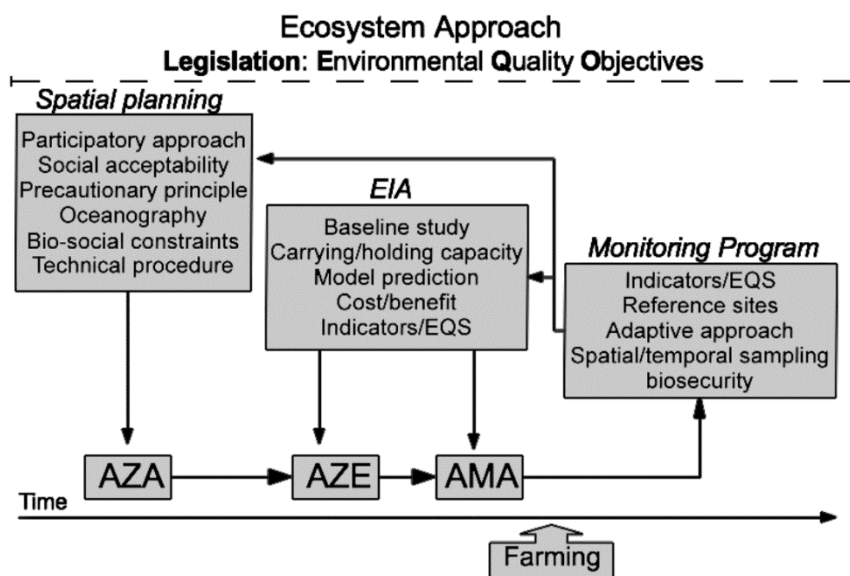 Ecosystem Approach
Legislation: Environmental Quality Objectives
Spatial planning
Participatory approach
Social acceptability
Precautionary principle
Oceanography
Bio-social constraints
Technical procedure
EIA
Baseline study
Carrying/holding capacity
Model prediction
Cost/benefit
Indicators/EQS
Monitoring Program
Indicators/EQS
Reference sites
Adaptive approach
Spatial/temporal sampling
biosecurity
AZA
AZE
AMA
Time
Farming